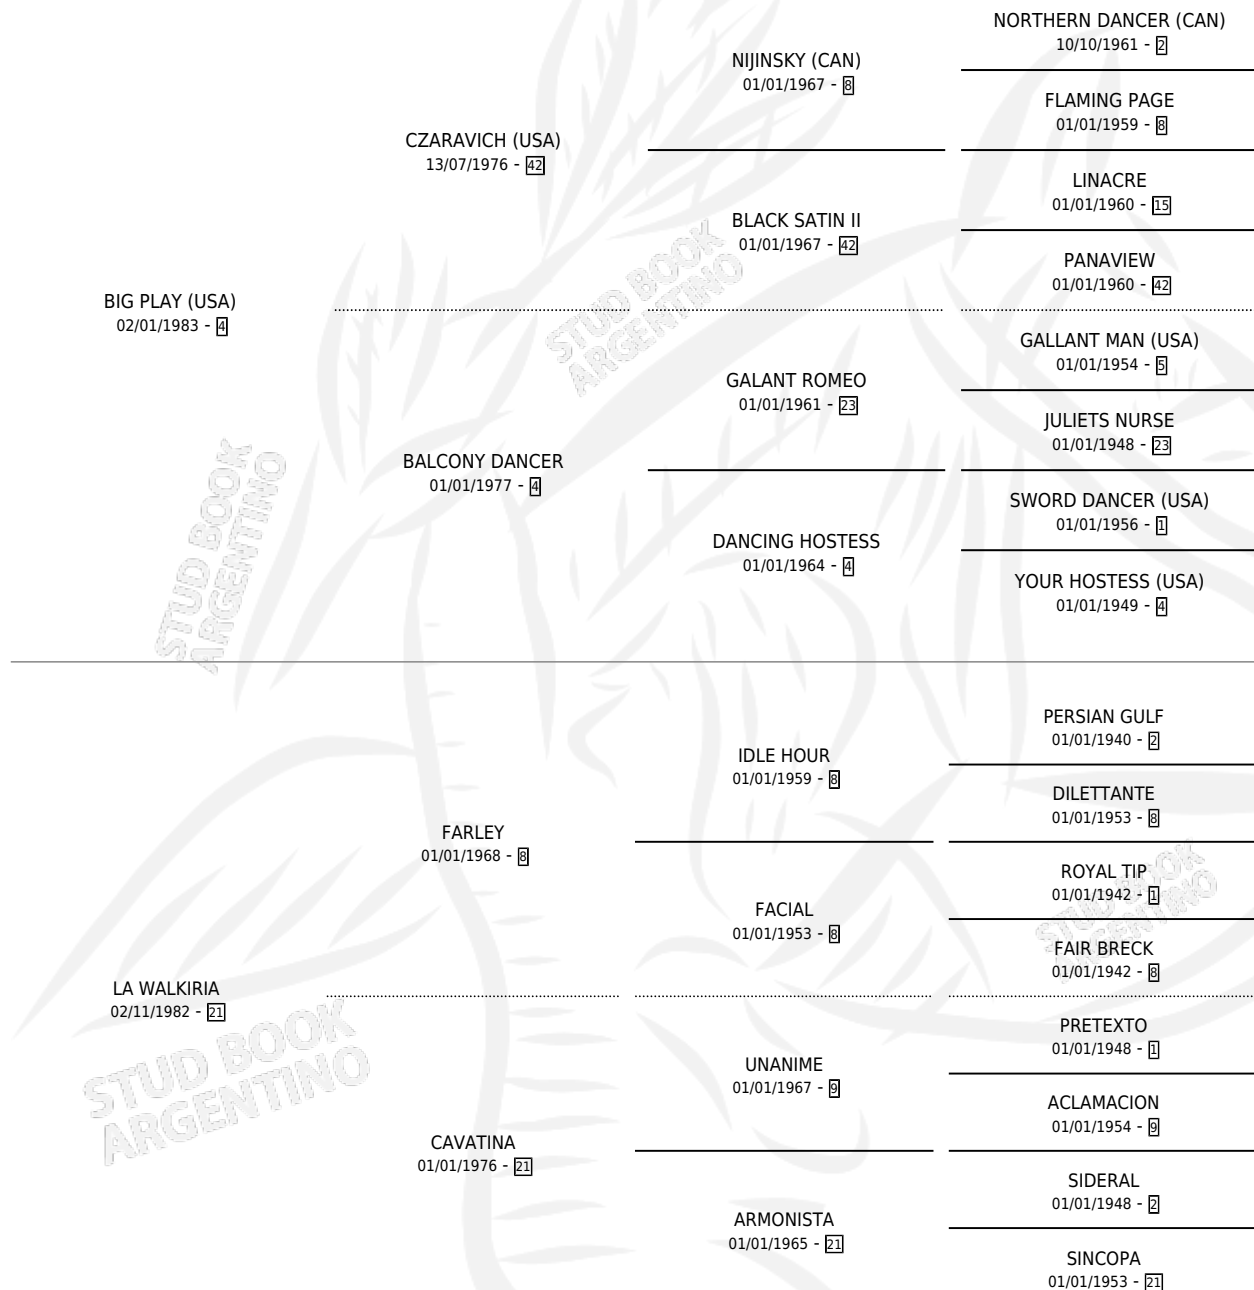 NORTHERN DANCER (CAN)
10/10/1961 - 2
NIJINSKY (CAN)
01/01/1967 - 8
FLAMING PAGE
01/01/1959 - 8
CZARAVICH (USA)
13/07/1976 - 42
LINACRE
01/01/1960 - 15
BLACK SATIN II
01/01/1967 - 42
PANAVIEW
01/01/1960 - 42
BIG PLAY (USA)
02/01/1983 - 4
STUD BOOK
ARGENTINO
GALLANT MAN (USA)
01/01/1954 - 5
GALANT ROMEO
01/01/1961 - 23
JULIETS NURSE
01/01/1948 - 23
BALCONY DANCER
01/01/1977 - 4
SWORD DANCER (USA)
01/01/1956 - 1
DANCING HOSTESS
01/01/1964 - 4
YOUR HOSTESS (USA)
01/01/1949 - 4
STUD BOOK
ARGENTINO
PERSIAN GULF
01/01/1940 - 2
IDLE HOUR
01/01/1959 - 8
DILETTANTE
01/01/1953 - 8
FARLEY
01/01/1968 - 8
ROYAL TIP
01/01/1942 - 1
FACIAL
01/01/1953 - 8
STUD BOOK
ARGENTINO
FAIR BRECK
01/01/1942 - 8
LA WALKIRIA
02/11/1982 - 21
STUD BOOK
ARGENTINO
PRETEXTO
01/01/1948 - 1
UNANIME
01/01/1967 - 9
ACLAMACION
01/01/1954 - 9
CAVATINA
01/01/1976 - 21
SIDERAL
01/01/1948 - 2
ARMONISTA
01/01/1965 - 21
SINCOPA
01/01/1953 - 21